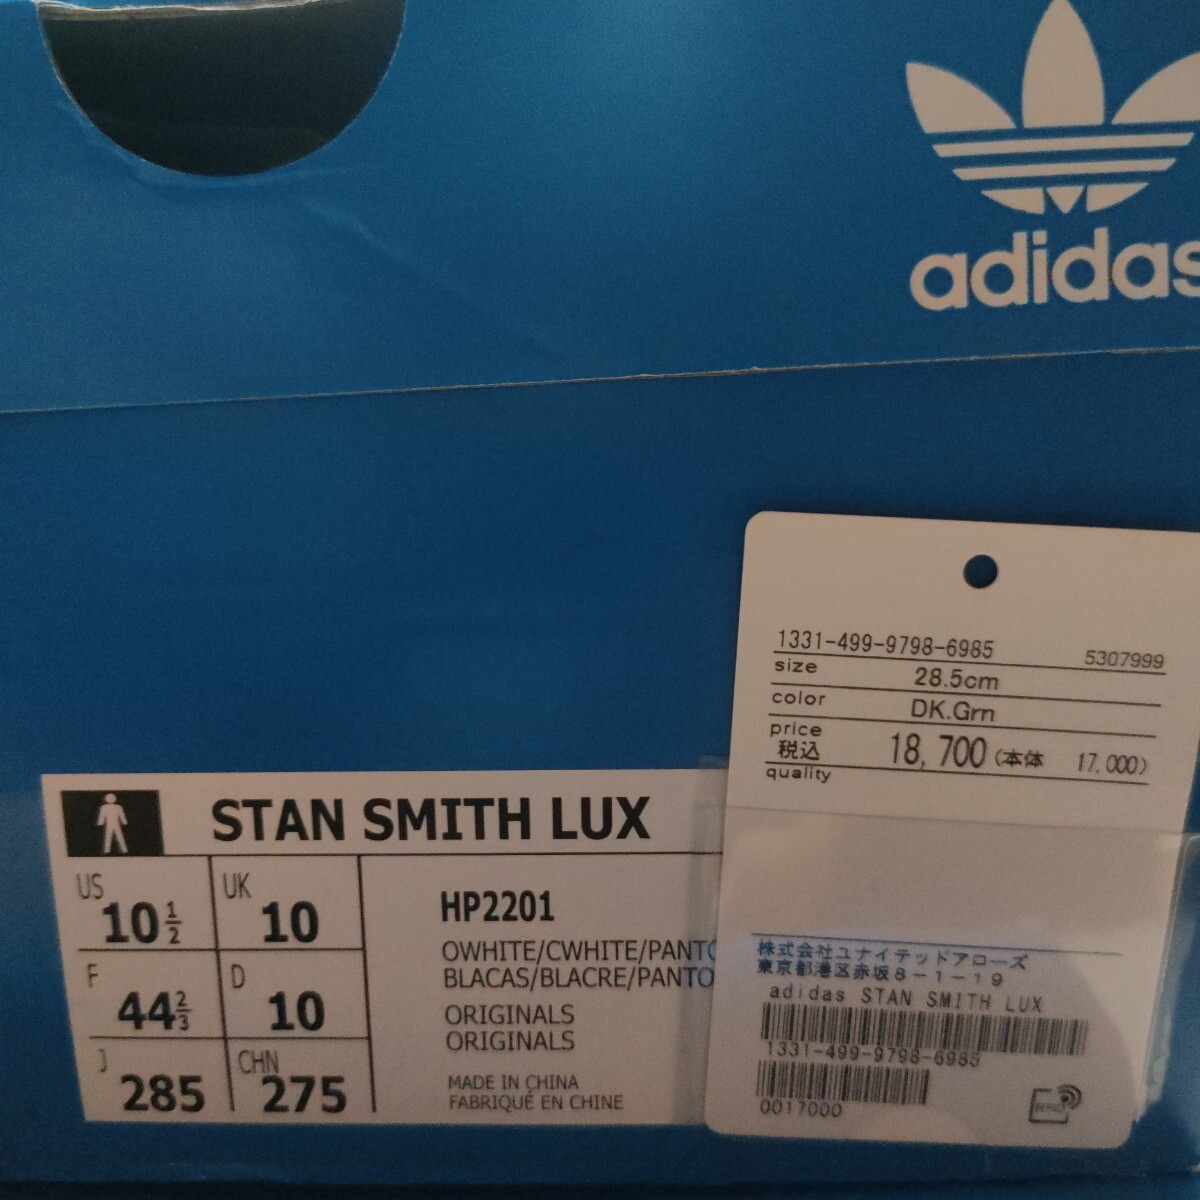 adidas
1331-499-9798-6985 5307999
size 28.5cm
color DK.Grn
price
税込 18,700 (本体 17,000)
quality
株式会社ユナイテッドアローズ
東京都港区赤坂8-1-19
adidas STAN SMITH LUX
1331-499-9798-6985
0017000
STAN SMITH LUX
US 10½ UK 10
F 44⅔ D 10
J 285 CHN 275
HP2201
OWHITE/CWHITE/PANTO
BLACAS/BLACRE/PANTO
ORIGINALS
ORIGINALS
MADE IN CHINA
FABRIQUÉ EN CHINE